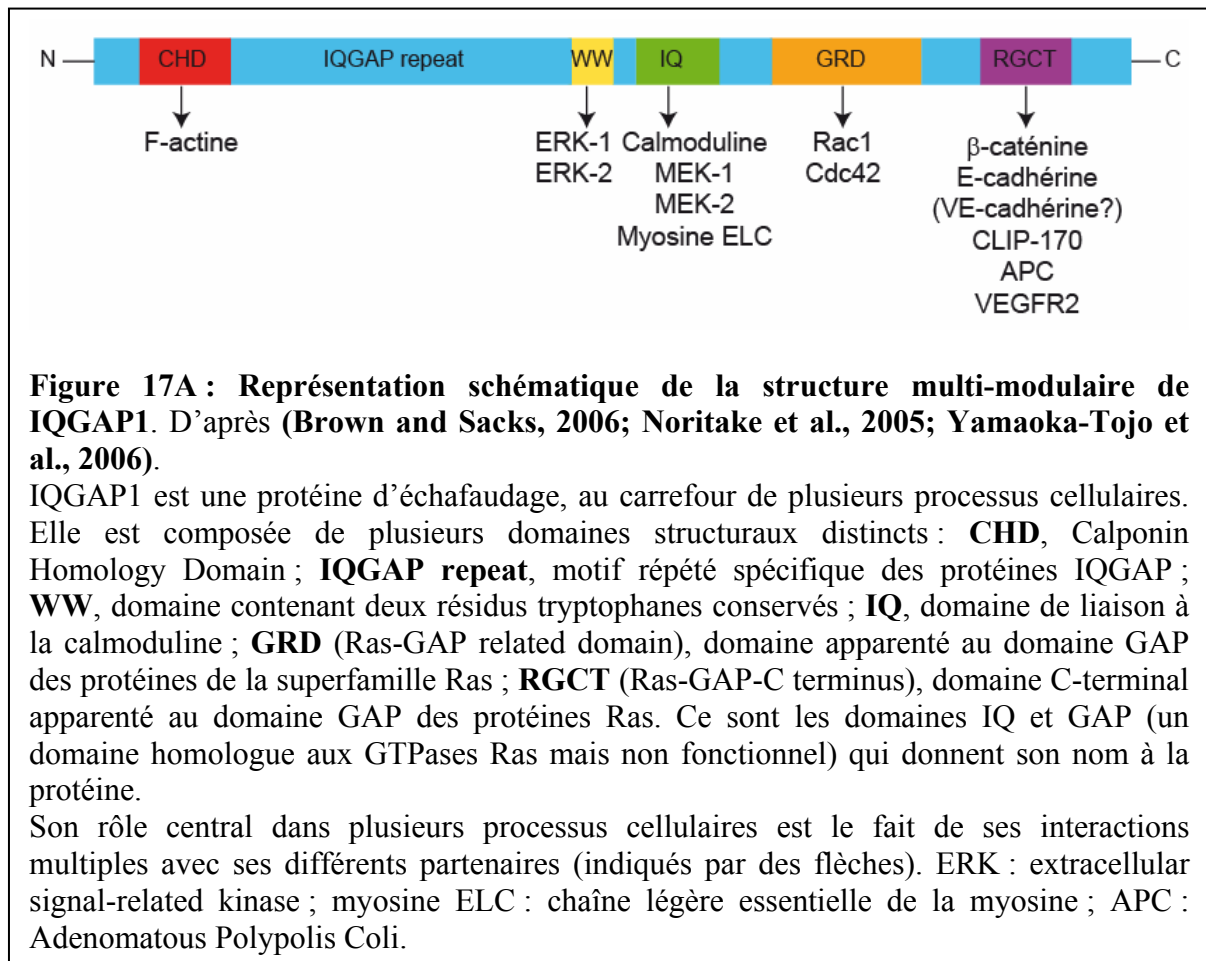 N CHD IQGAP repeat WW IQ GRD RGCT C
F-actine ERK-1 Calmoduline Rac1 β-caténine
ERK-2 MEK-1 Cdc42 E-cadhérine
MEK-2 (VE-cadhérine?)
Myosine ELC CLIP-170
APC
VEGFR2
Figure 17A : Représentation schématique de la structure multi-modulaire de
IQGAP1. D’après (Brown and Sacks, 2006; Noritake et al., 2005; Yamaoka-Tojo et
al., 2006).
IQGAP1 est une protéine d’échafaudage, au carrefour de plusieurs processus cellulaires.
Elle est composée de plusieurs domaines structuraux distincts : CHD, Calponin
Homology Domain ; IQGAP repeat, motif répété spécifique des protéines IQGAP ;
WW, domaine contenant deux résidus tryptophanes conservés ; IQ, domaine de liaison à
la calmoduline ; GRD (Ras-GAP related domain), domaine apparenté au domaine GAP
des protéines de la superfamille Ras ; RGCT (Ras-GAP-C terminus), domaine C-terminal
apparenté au domaine GAP des protéines Ras. Ce sont les domaines IQ et GAP (un
domaine homologue aux GTPases Ras mais non fonctionnel) qui donnent son nom à la
protéine.
Son rôle central dans plusieurs processus cellulaires est le fait de ses interactions
multiples avec ses différents partenaires (indiqués par des flèches). ERK : extracellular
signal-related kinase ; myosine ELC : chaîne légère essentielle de la myosine ; APC :
Adenomatous Polypolis Coli.